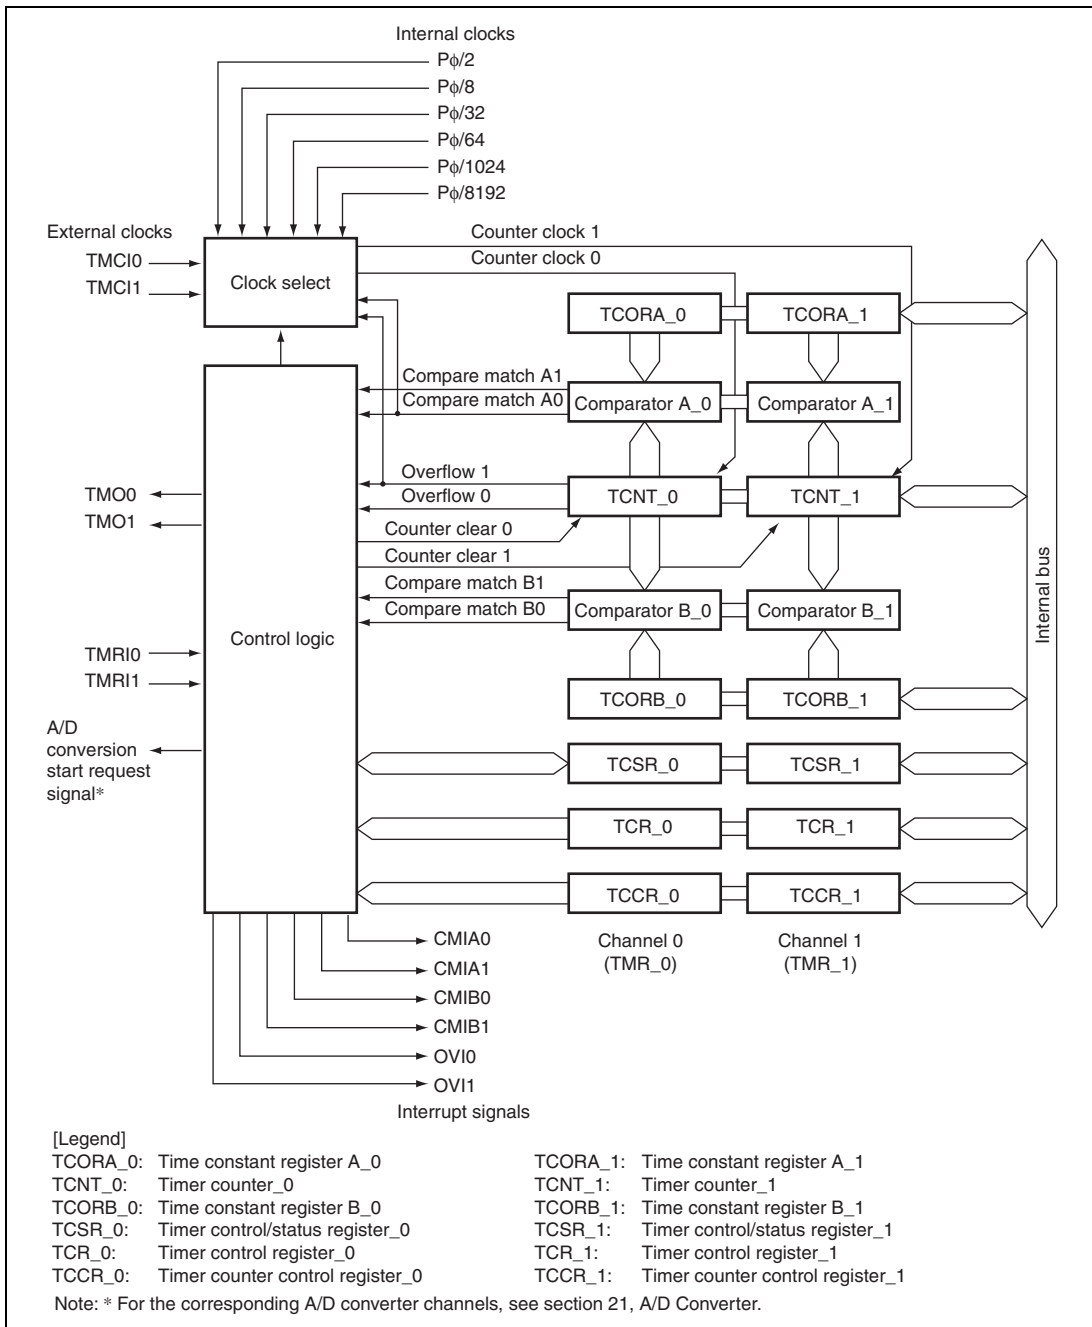 Internal clocks
Pϕ/2
Pϕ/8
Pϕ/32
Pϕ/64
Pϕ/1024
Pϕ/8192
External clocks
TMCI0
TMCI1
Clock select
Counter clock 1
Counter clock 0
TCORA_0
TCORA_1
Compare match A1
Compare match A0
Comparator A_0
Comparator A_1
Overflow 1
Overflow 0
TCNT_0
TCNT_1
TMO0
TMO1
Counter clear 0
Counter clear 1
Compare match B1
Compare match B0
Comparator B_0
Comparator B_1
Control logic
Internal bus
TMRI0
TMRI1
TCORB_0
TCORB_1
A/D
conversion
start request
signal*
TCSR_0
TCSR_1
TCR_0
TCR_1
TCCR_0
TCCR_1
Channel 0
(TMR_0)
Channel 1
(TMR_1)
CMIA0
CMIA1
CMIB0
CMIB1
OVI0
OVI1
Interrupt signals
[Legend]
TCORA_0: Time constant register A_0
TCNT_0: Timer counter_0
TCORB_0: Time constant register B_0
TCSR_0: Timer control/status register_0
TCR_0: Timer control register_0
TCCR_0: Timer counter control register_0
TCORA_1: Time constant register A_1
TCNT_1: Timer counter_1
TCORB_1: Time constant register B_1
TCSR_1: Timer control/status register_1
TCR_1: Timer control register_1
TCCR_1: Timer counter control register_1
Note: * For the corresponding A/D converter channels, see section 21, A/D Converter.